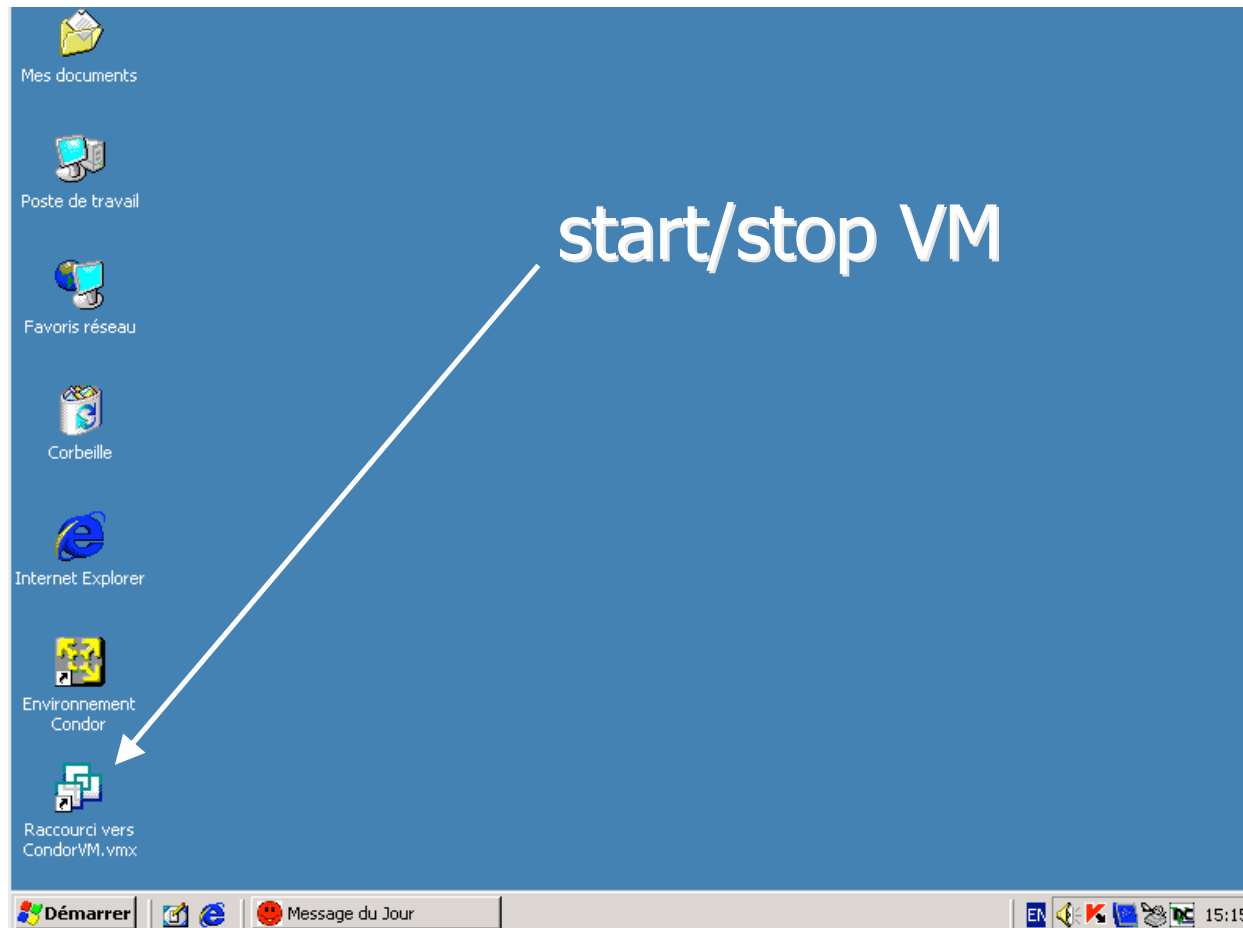 Mes documents
Poste de travail
start/stop VM
Favoris réseau
Corbeille
Internet Explorer
Environnement
Condor
Raccourci vers
CondorVM.vmx
Démarrer
Message du Jour
EN
15:15